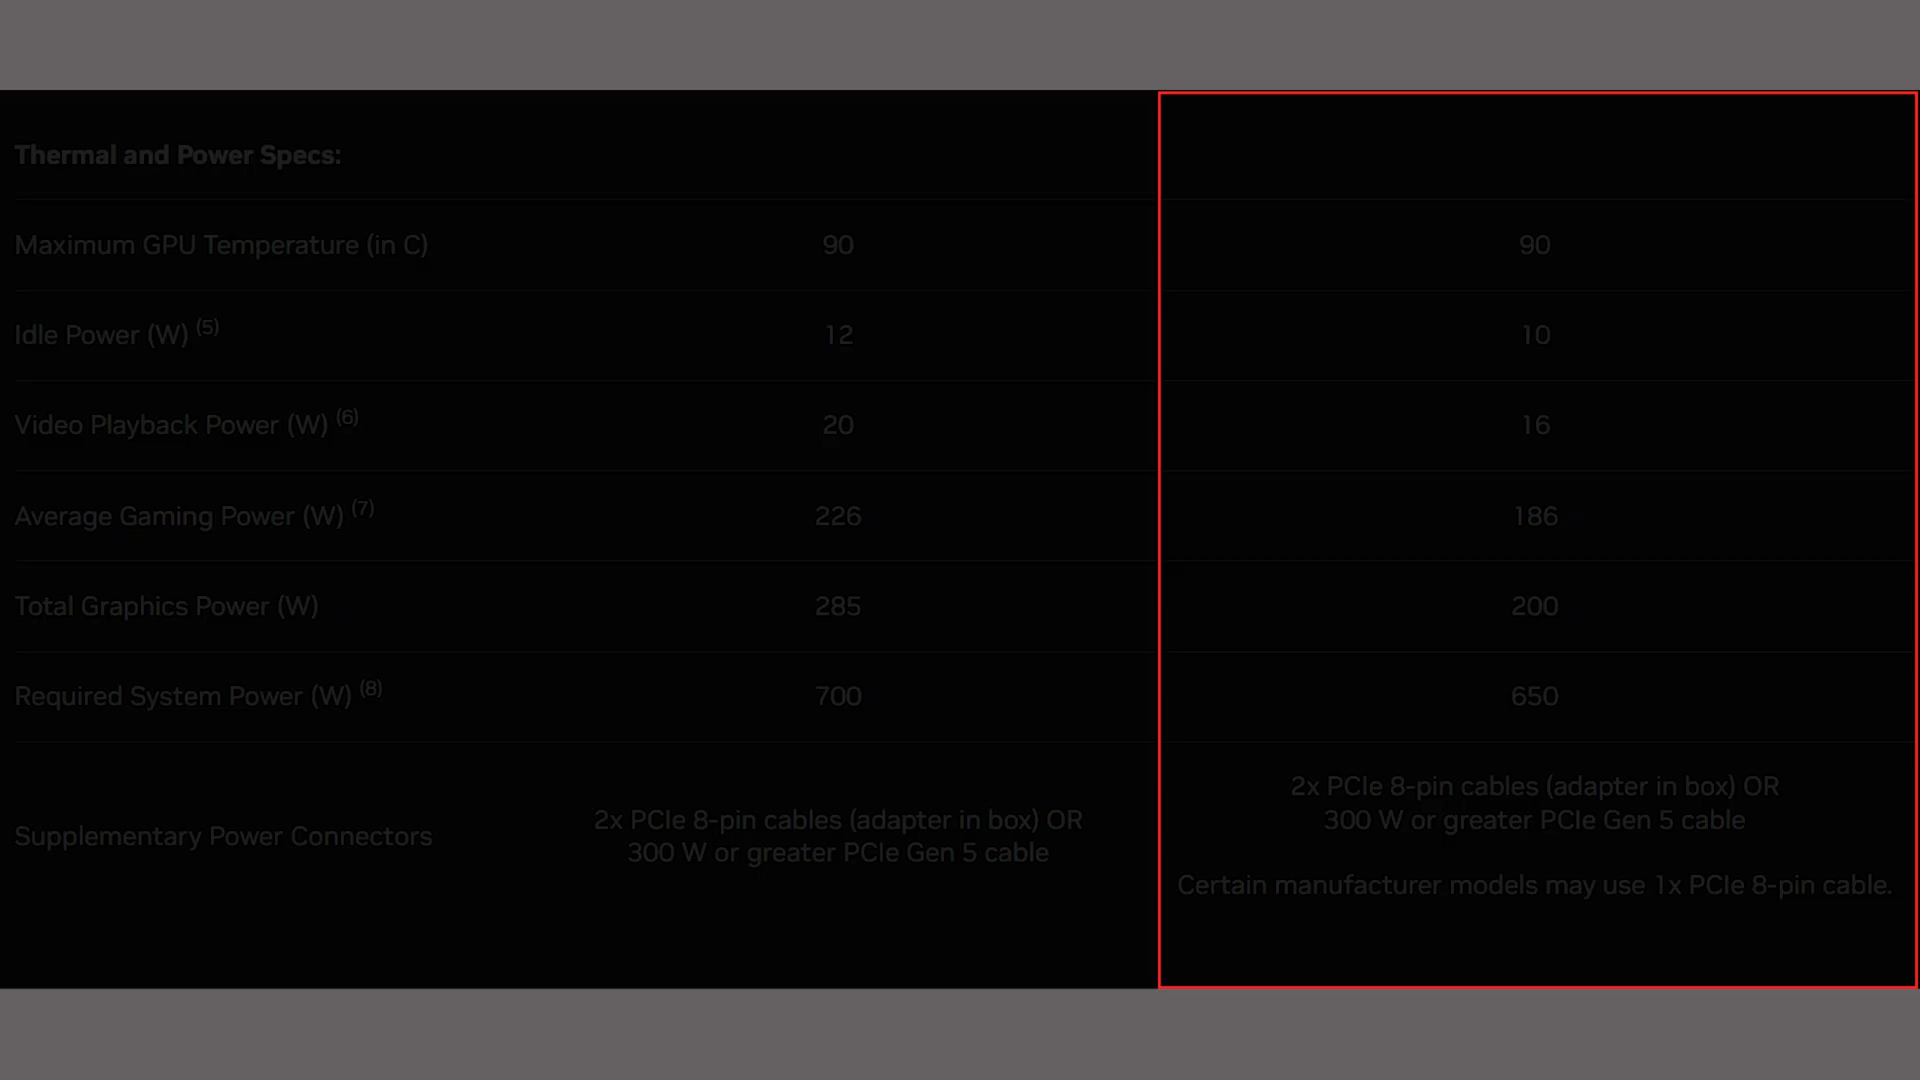 Thermal and Power Specs:
Maximum GPU Temperature (in C) 90 90
Idle Power (W) (5) 12 10
Video Playback Power (W) (6) 20 16
Average Gaming Power (W) (7) 226 186
Total Graphics Power (W) 285 200
Required System Power (W) (8) 700 650
Supplementary Power Connectors
2x PCIe 8-pin cables (adapter in box) OR
300 W or greater PCIe Gen 5 cable
2x PCIe 8-pin cables (adapter in box) OR
300 W or greater PCIe Gen 5 cable
Certain manufacturer models may use 1x PCIe 8-pin cable.